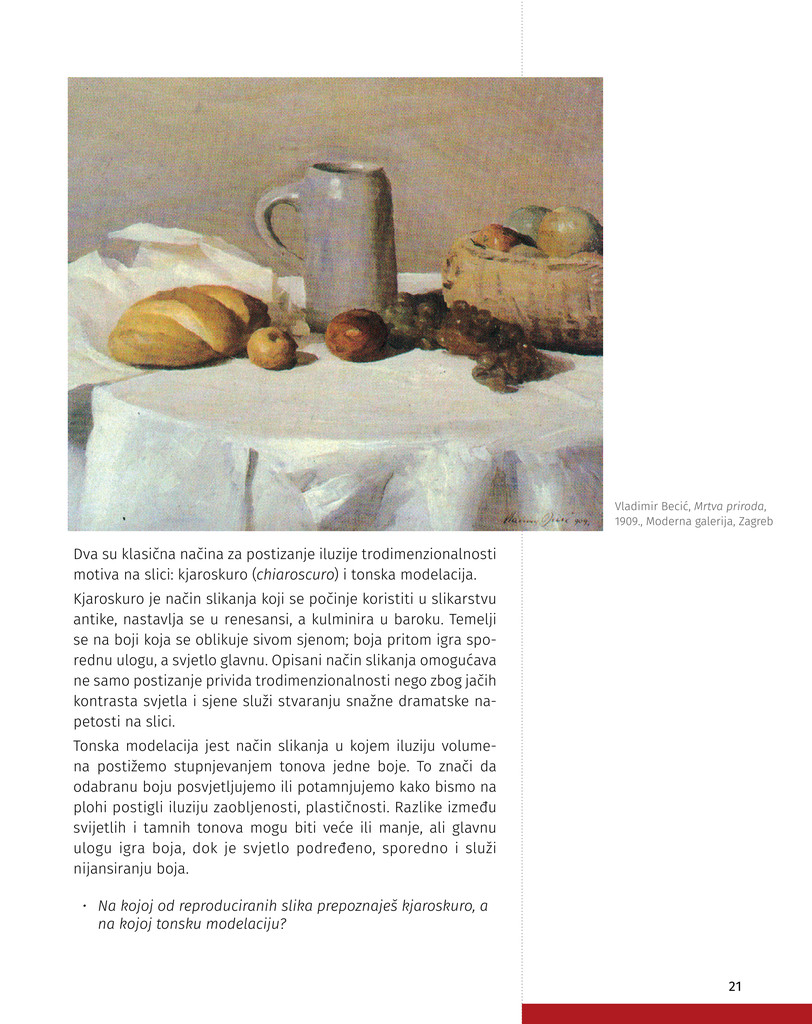 Vladimir Becić, Mrtva priroda,
1909., Moderna galerija, Zagreb
Dva su klasična načina za postizanje iluzije trodimenzionalnosti
motiva na slici: kjaroskuro (chiaroscuro) i tonska modelacija.
Kjaroskuro je način slikanja koji se počinje koristiti u slikarstvu
antike, nastavlja se u renesansi, a kulminira u baroku. Temelji
se na boji koja se oblikuje sivom sjenom; boja pritom igra spo-
rednu ulogu, a svjetlo glavnu. Opisani način slikanja omogućava
ne samo postizanje privida trodimenzionalnosti nego zbog jačih
kontrasta svjetla i sjene služi stvaranju snažne dramatske na-
petosti na slici.
Tonska modelacija jest način slikanja u kojem iluziju volume-
na postižemo stupnjevanjem tonova jedne boje. To znači da
odabranu boju posvjetljujemo ili potamnjujemo kako bismo na
plohi postigli iluziju zaobljenosti, plastičnosti. Razlike između
svijetlih i tamnih tonova mogu biti veće ili manje, ali glavnu
ulogu igra boja, dok je svjetlo podređeno, sporedno i služi
nijansiranju boja.
• Na kojoj od reproduciranih slika prepoznaješ kjaroskuro, a
na kojoj tonsku modelaciju?
21